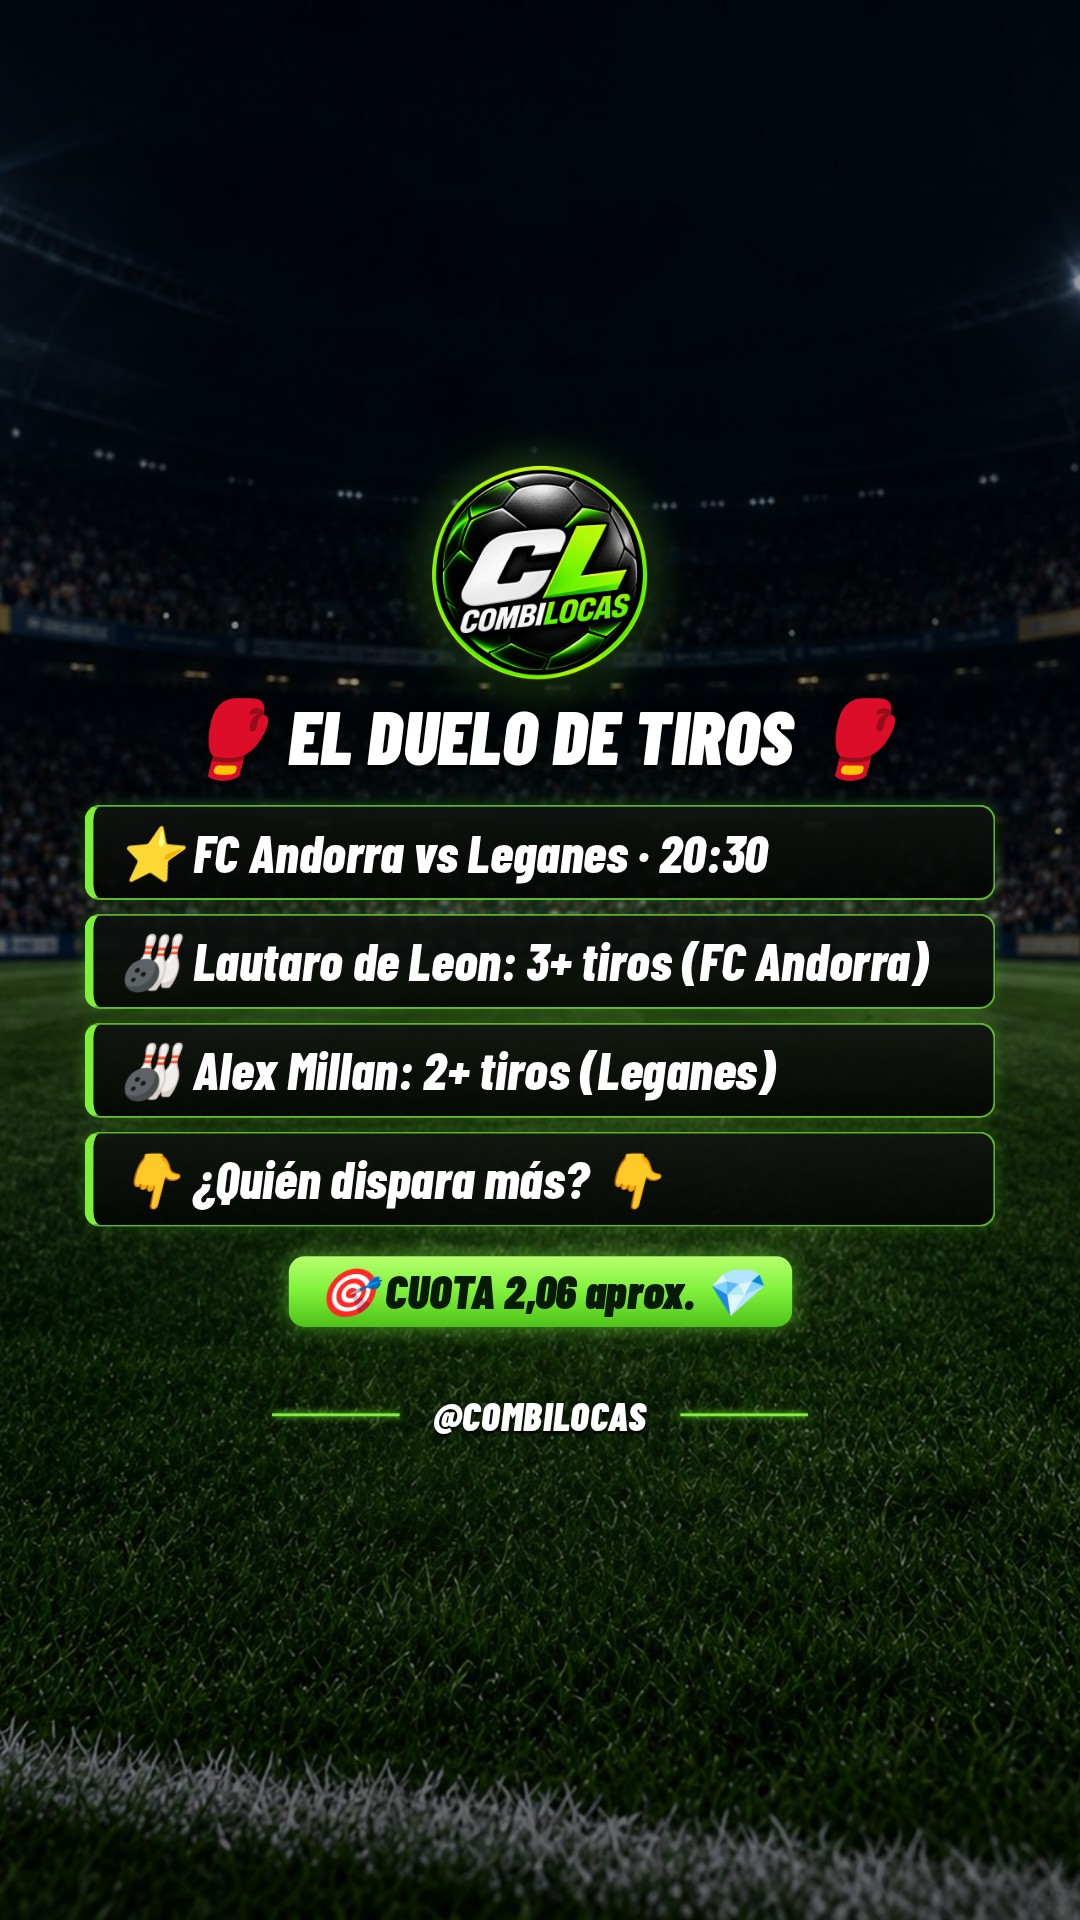 CL
COMBILOCAS
🥊 EL DUELO DE TIROS 🥊
⭐ FC Andorra vs Leganes · 20:30
🎳 Lautaro de Leon: 3+ tiros (FC Andorra)
🎳 Alex Millan: 2+ tiros (Leganes)
👇 ¿Quién dispara más? 👇
🎯 CUOTA 2,06 aprox. 💎
@COMBILOCAS